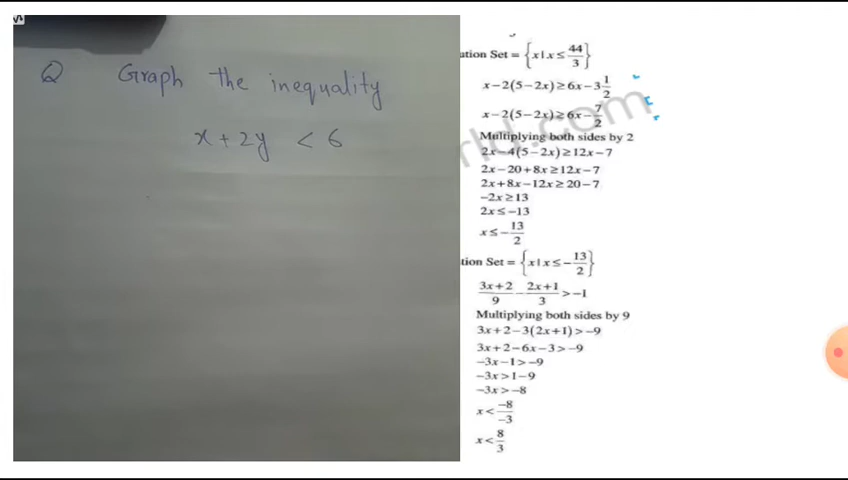 Q Graph the inequality
x + 2y < 6
ution Set = {x | x ≤ 44/3}
x – 2(5 – 2x) ≥ 6x – 3 1/2
x – 2(5 – 2x) ≥ 6x – 7/2
Multiplying both sides by 2
2x – 4(5 – 2x) ≥ 12x – 7
2x – 20 + 8x ≥ 12x – 7
2x + 8x – 12x ≥ 20 – 7
–2x ≥ 13
2x ≤ –13
x ≤ – 13/2
tion Set = {x | x ≤ – 13/2}
3x + 2/9 – 2x + 1/3 > –1
Multiplying both sides by 9
3x + 2 – 3(2x + 1) > –9
3x + 2 – 6x – 3 > –9
–3x – 1 > –9
–3x > 1 – 9
–3x > –8
x < –8/–3
x < 8/3
rld.com